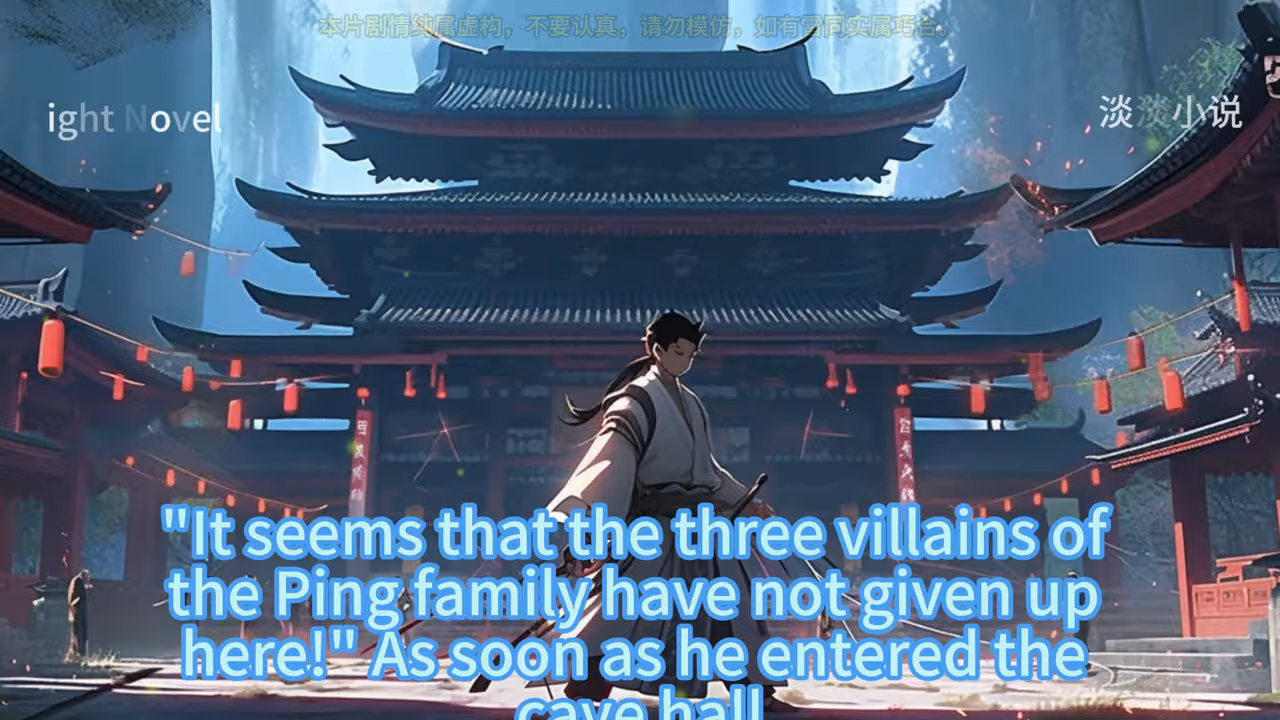 本片剧情纯属虚构，不要认真，请勿模仿，如有雷同实属巧合。
ight Novel
淡淡小说
"It seems that the three villains of
the Ping family have not given up
here!" As soon as he entered the
cave hall